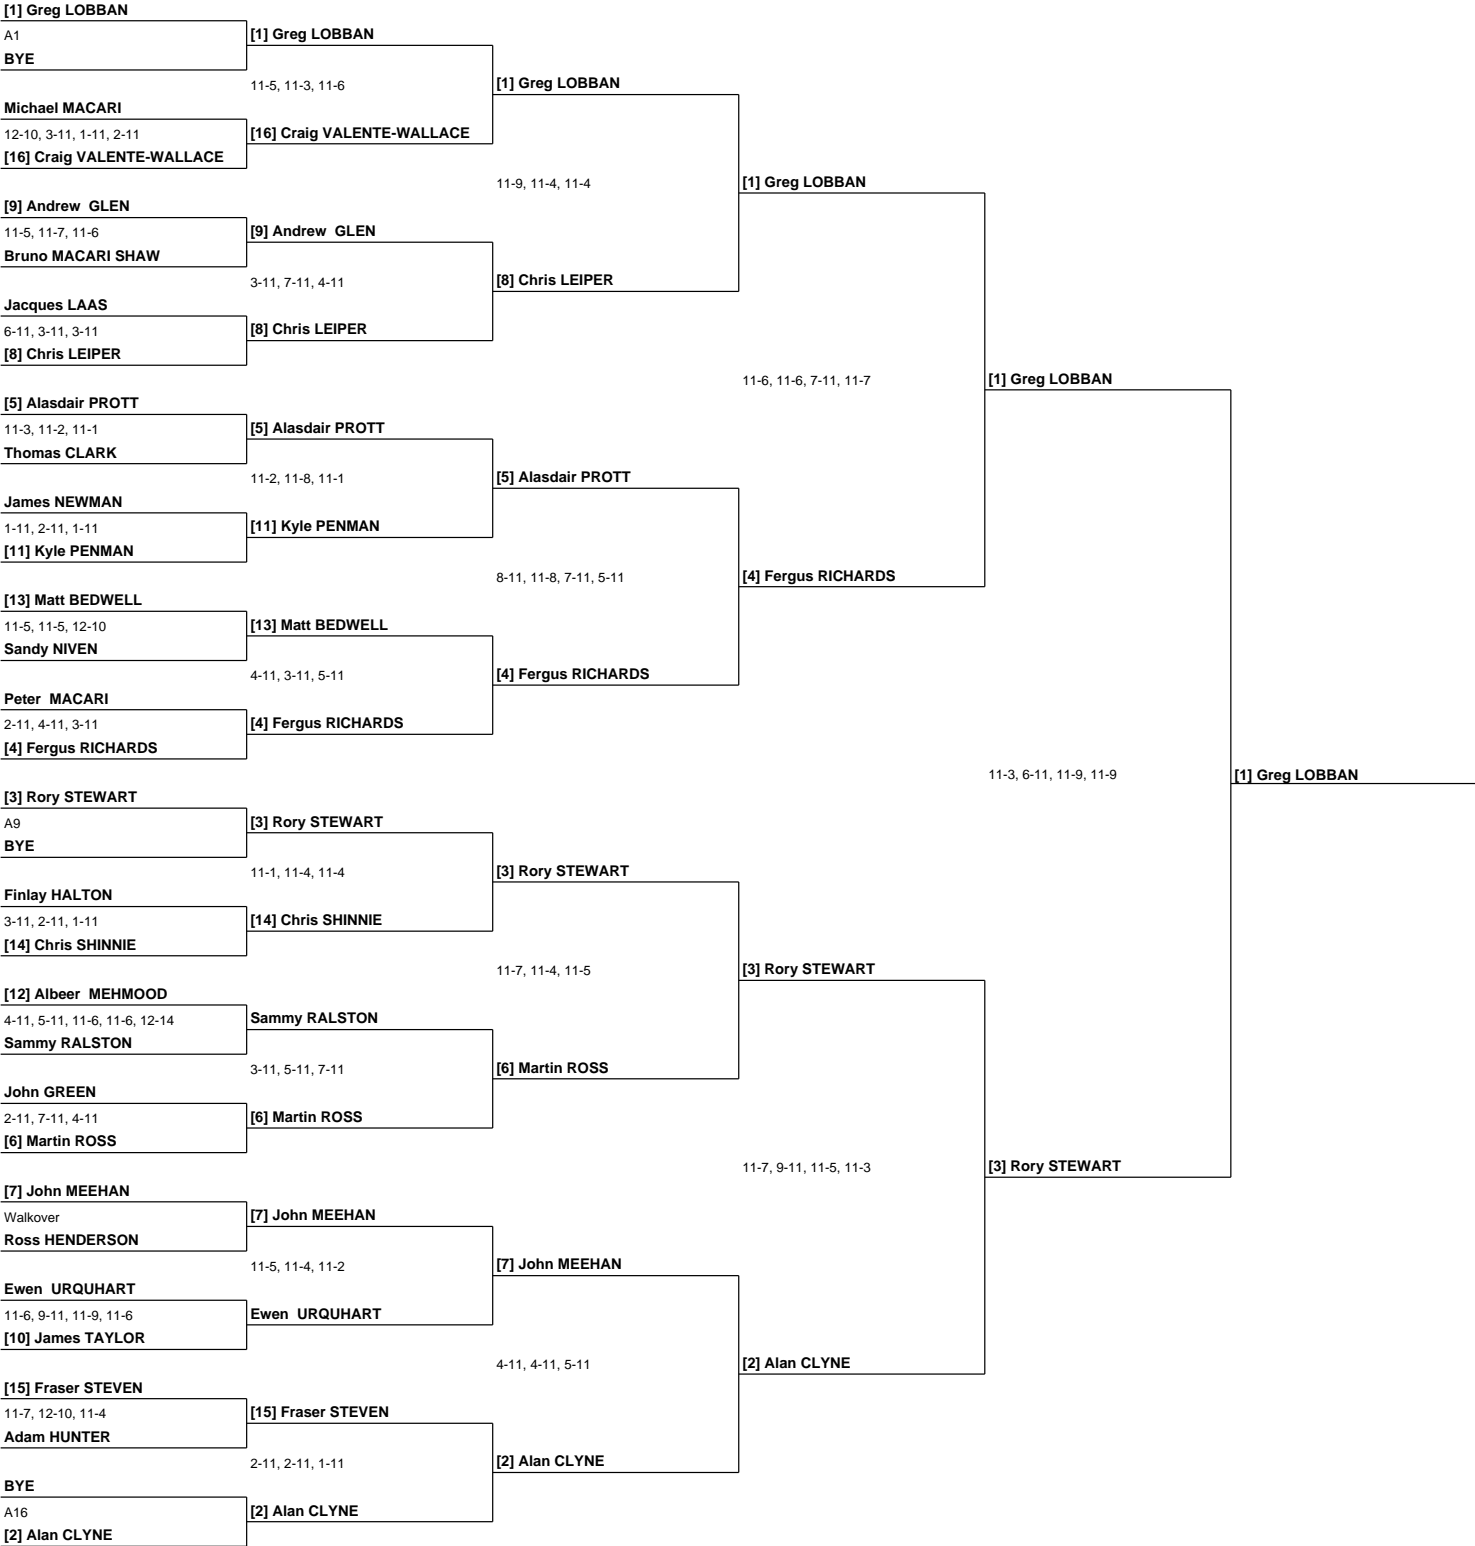 [1] Greg LOBBAN
A1
BYE
Michael MACARI
12-10, 3-11, 1-11, 2-11
[16] Craig VALENTE-WALLACE
[9] Andrew  GLEN
11-5, 11-7, 11-6
Bruno MACARI SHAW
Jacques LAAS
6-11, 3-11, 3-11
[8] Chris LEIPER
[5] Alasdair PROTT
11-3, 11-2, 11-1
Thomas CLARK
James NEWMAN
1-11, 2-11, 1-11
[11] Kyle PENMAN
[13] Matt BEDWELL
11-5, 11-5, 12-10
Sandy NIVEN
Peter  MACARI
2-11, 4-11, 3-11
[4] Fergus RICHARDS
[3] Rory STEWART
A9
BYE
Finlay HALTON
3-11, 2-11, 1-11
[14] Chris SHINNIE
[12] Albeer  MEHMOOD
4-11, 5-11, 11-6, 11-6, 12-14
Sammy RALSTON
John GREEN
2-11, 7-11, 4-11
[6] Martin ROSS
[7] John MEEHAN
Walkover
Ross HENDERSON
Ewen  URQUHART
11-6, 9-11, 11-9, 11-6
[10] James TAYLOR
[15] Fraser STEVEN
11-7, 12-10, 11-4
Adam HUNTER
BYE
A16
[2] Alan CLYNE
[1] Greg LOBBAN
11-5, 11-3, 11-6
[16] Craig VALENTE-WALLACE
[9] Andrew  GLEN
3-11, 7-11, 4-11
[8] Chris LEIPER
[5] Alasdair PROTT
11-2, 11-8, 11-1
[11] Kyle PENMAN
[13] Matt BEDWELL
4-11, 3-11, 5-11
[4] Fergus RICHARDS
[3] Rory STEWART
11-1, 11-4, 11-4
[14] Chris SHINNIE
Sammy RALSTON
3-11, 5-11, 7-11
[6] Martin ROSS
[7] John MEEHAN
11-5, 11-4, 11-2
Ewen  URQUHART
[15] Fraser STEVEN
2-11, 2-11, 1-11
[2] Alan CLYNE
[1] Greg LOBBAN
11-9, 11-4, 11-4
[8] Chris LEIPER
[5] Alasdair PROTT
8-11, 11-8, 7-11, 5-11
[4] Fergus RICHARDS
[3] Rory STEWART
11-7, 11-4, 11-5
[6] Martin ROSS
[7] John MEEHAN
4-11, 4-11, 5-11
[2] Alan CLYNE
[1] Greg LOBBAN
11-6, 11-6, 7-11, 11-7
[4] Fergus RICHARDS
[3] Rory STEWART
11-7, 9-11, 11-5, 11-3
[2] Alan CLYNE
[1] Greg LOBBAN
11-3, 6-11, 11-9, 11-9
[3] Rory STEWART
[1] Greg LOBBAN